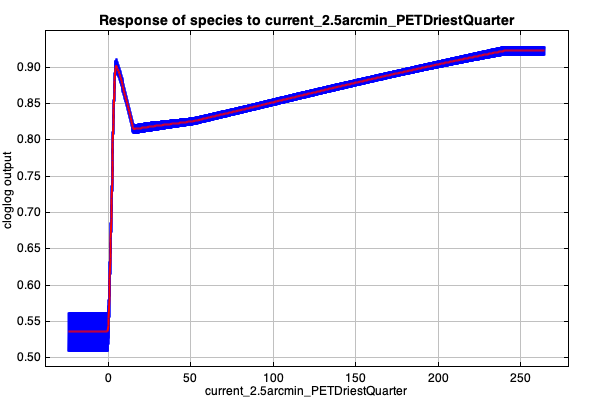 Response of species to current_2.5arcmin_PETDriestQuarter
0.90
0.85
0.80
0.75
0.70
0.65
0.60
0.55
0.50
cloglog output
0 50 100 150 200 250
current_2.5arcmin_PETDriestQuarter